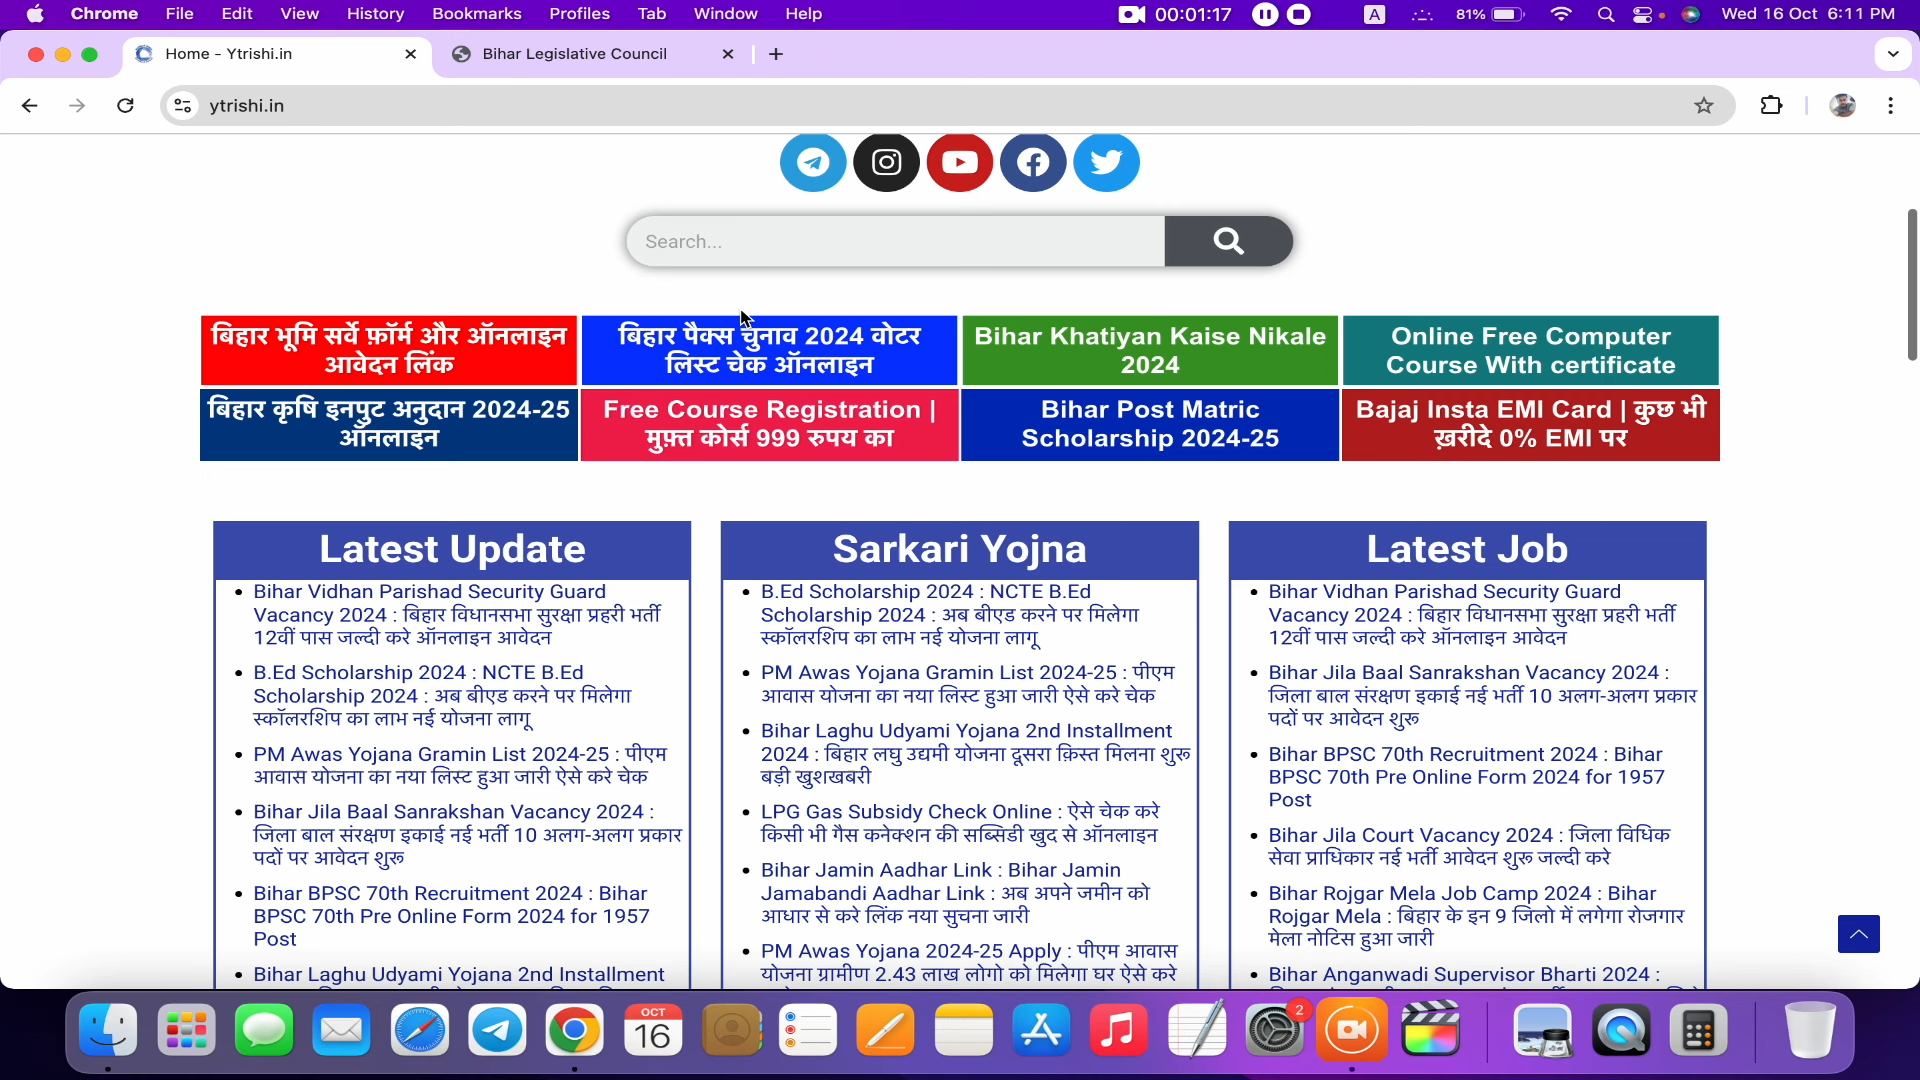 Chrome File Edit View History Bookmarks Profiles Tab Window Help 00:01:17 A 81% Wed 16 Oct 6:11 PM
Home - Ytrishi.in Bihar Legislative Council
ytrishi.in
Search...
बिहार भूमि सर्वे फ़ॉर्म और ऑनलाइन
आवेदन लिंक
बिहार पैक्स चुनाव 2024 वोटर
लिस्ट चेक ऑनलाइन
Bihar Khatiyan Kaise Nikale
2024
Online Free Computer
Course With certificate
बिहार कृषि इनपुट अनुदान 2024-25
ऑनलाइन
Free Course Registration |
मुफ़्त कोर्स 999 रुपय का
Bihar Post Matric
Scholarship 2024-25
Bajaj Insta EMI Card | कुछ भी
ख़रीदे 0% EMI पर
Latest Update
Bihar Vidhan Parishad Security Guard
Vacancy 2024 : बिहार विधानसभा सुरक्षा प्रहरी भर्ती
12वीं पास जल्दी करे ऑनलाइन आवेदन
B.Ed Scholarship 2024 : NCTE B.Ed
Scholarship 2024 : अब बीएड करने पर मिलेगा
स्कॉलरशिप का लाभ नई योजना लागू
PM Awas Yojana Gramin List 2024-25 : पीएम
आवास योजना का नया लिस्ट हुआ जारी ऐसे करे चेक
Bihar Jila Baal Sanrakshan Vacancy 2024 :
जिला बाल संरक्षण इकाई नई भर्ती 10 अलग-अलग प्रकार
पदों पर आवेदन शुरू
Bihar BPSC 70th Recruitment 2024 : Bihar
BPSC 70th Pre Online Form 2024 for 1957
Post
Bihar Laghu Udyami Yojana 2nd Installment
Sarkari Yojna
B.Ed Scholarship 2024 : NCTE B.Ed
Scholarship 2024 : अब बीएड करने पर मिलेगा
स्कॉलरशिप का लाभ नई योजना लागू
PM Awas Yojana Gramin List 2024-25 : पीएम
आवास योजना का नया लिस्ट हुआ जारी ऐसे करे चेक
Bihar Laghu Udyami Yojana 2nd Installment
2024 : बिहार लघु उद्यमी योजना दूसरा क़िस्त मिलना शुरू
बड़ी खुशखबरी
LPG Gas Subsidy Check Online : ऐसे चेक करे
किसी भी गैस कनेक्शन की सब्सिडी खुद से ऑनलाइन
Bihar Jamin Aadhar Link : Bihar Jamin
Jamabandi Aadhar Link : अब अपने जमीन को
आधार से करे लिंक नया सुचना जारी
PM Awas Yojana 2024-25 Apply : पीएम आवास
योजना ग्रामीण 2.43 लाख लोगो को मिलेगा घर ऐसे करे
Latest Job
Bihar Vidhan Parishad Security Guard
Vacancy 2024 : बिहार विधानसभा सुरक्षा प्रहरी भर्ती
12वीं पास जल्दी करे ऑनलाइन आवेदन
Bihar Jila Baal Sanrakshan Vacancy 2024 :
जिला बाल संरक्षण इकाई नई भर्ती 10 अलग-अलग प्रकार
पदों पर आवेदन शुरू
Bihar BPSC 70th Recruitment 2024 : Bihar
BPSC 70th Pre Online Form 2024 for 1957
Post
Bihar Jila Court Vacancy 2024 : जिला विधिक
सेवा प्राधिकार नई भर्ती आवेदन शुरू जल्दी करे
Bihar Rojgar Mela Job Camp 2024 : Bihar
Rojgar Mela : बिहार के इन 9 जिलो में लगेगा रोजगार
मेला नोटिस हुआ जारी
Bihar Anganwadi Supervisor Bharti 2024 :
OCT
16
2